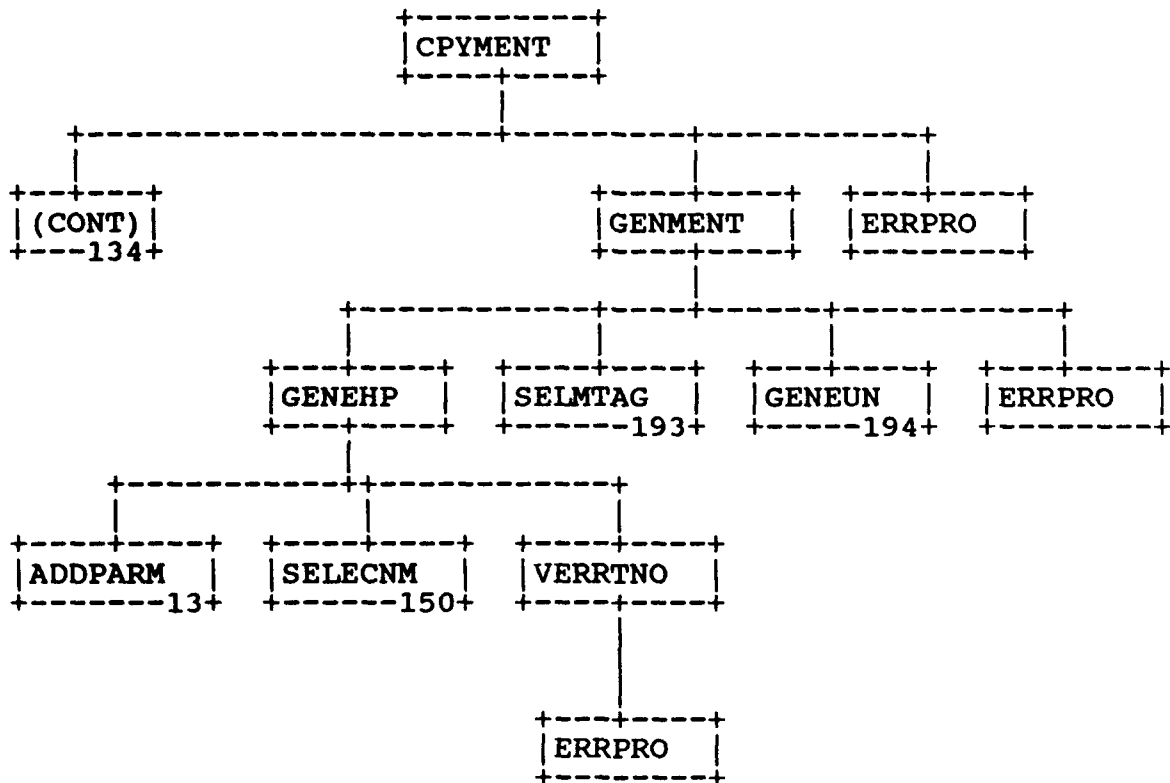 CPYMENT
(CONT)
134
GENMENT
ERRPRO
GENEHP
SELMTAG
193
GENEUN
194
ERRPRO
ADDPARM
13
SELECNM
150
VERRTNO
ERRPRO